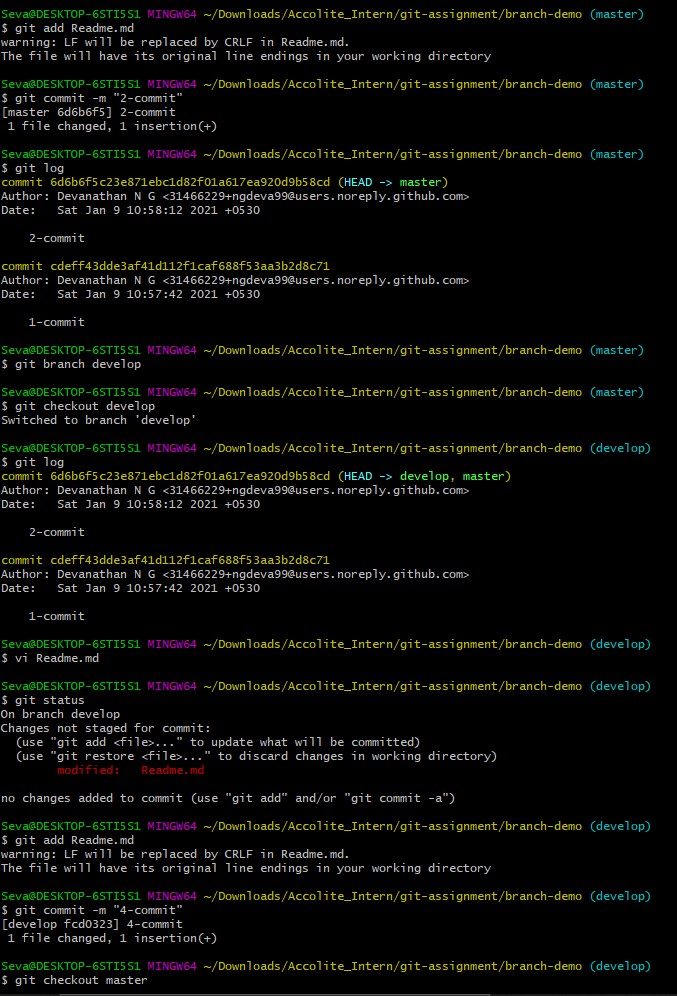 Seva@DESKTOP-6STI5S1 MINGW64 ~/Downloads/Accolite_Intern/git-assignment/branch-demo (master)
$ git add Readme.md
warning: LF will be replaced by CRLF in Readme.md.
The file will have its original line endings in your working directory

Seva@DESKTOP-6STI5S1 MINGW64 ~/Downloads/Accolite_Intern/git-assignment/branch-demo (master)
$ git commit -m "2-commit"
[master 6d6b6f5] 2-commit
 1 file changed, 1 insertion(+)

Seva@DESKTOP-6STI5S1 MINGW64 ~/Downloads/Accolite_Intern/git-assignment/branch-demo (master)
$ git log
commit 6d6b6f5c23e871ebc1d82f01a617ea920d9b58cd (HEAD -> master)
Author: Devanathan N G <31466229+ngdeva99@users.noreply.github.com>
Date:   Sat Jan 9 10:58:12 2021 +0530

    2-commit

commit cdeff43dde3af41d112f1caf688f53aa3b2d8c71
Author: Devanathan N G <31466229+ngdeva99@users.noreply.github.com>
Date:   Sat Jan 9 10:57:42 2021 +0530

    1-commit

Seva@DESKTOP-6STI5S1 MINGW64 ~/Downloads/Accolite_Intern/git-assignment/branch-demo (master)
$ git branch develop

Seva@DESKTOP-6STI5S1 MINGW64 ~/Downloads/Accolite_Intern/git-assignment/branch-demo (master)
$ git checkout develop
Switched to branch 'develop'

Seva@DESKTOP-6STI5S1 MINGW64 ~/Downloads/Accolite_Intern/git-assignment/branch-demo (develop)
$ git log
commit 6d6b6f5c23e871ebc1d82f01a617ea920d9b58cd (HEAD -> develop, master)
Author: Devanathan N G <31466229+ngdeva99@users.noreply.github.com>
Date:   Sat Jan 9 10:58:12 2021 +0530

    2-commit

commit cdeff43dde3af41d112f1caf688f53aa3b2d8c71
Author: Devanathan N G <31466229+ngdeva99@users.noreply.github.com>
Date:   Sat Jan 9 10:57:42 2021 +0530

    1-commit

Seva@DESKTOP-6STI5S1 MINGW64 ~/Downloads/Accolite_Intern/git-assignment/branch-demo (develop)
$ vi Readme.md

Seva@DESKTOP-6STI5S1 MINGW64 ~/Downloads/Accolite_Intern/git-assignment/branch-demo (develop)
$ git status
On branch develop
Changes not staged for commit:
  (use "git add <file>..." to update what will be committed)
  (use "git restore <file>..." to discard changes in working directory)
        modified:   Readme.md

no changes added to commit (use "git add" and/or "git commit -a")

Seva@DESKTOP-6STI5S1 MINGW64 ~/Downloads/Accolite_Intern/git-assignment/branch-demo (develop)
$ git add Readme.md
warning: LF will be replaced by CRLF in Readme.md.
The file will have its original line endings in your working directory

Seva@DESKTOP-6STI5S1 MINGW64 ~/Downloads/Accolite_Intern/git-assignment/branch-demo (develop)
$ git commit -m "4-commit"
[develop fcd0323] 4-commit
 1 file changed, 1 insertion(+)

Seva@DESKTOP-6STI5S1 MINGW64 ~/Downloads/Accolite_Intern/git-assignment/branch-demo (develop)
$ git checkout master